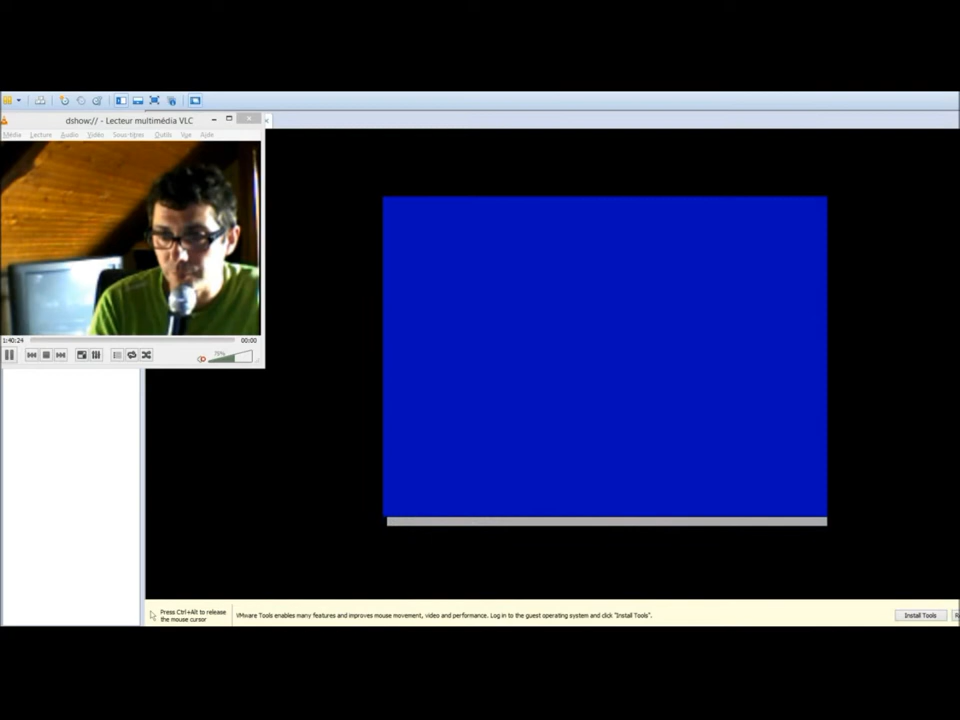 dshow:// - Lecteur multimédia VLC
Média Lecture Audio Vidéo Sous-titres Outils Vue Aide
1:40:24 00:00
70%
Press Ctrl+Alt to release
the mouse cursor
VMware Tools enables many features and improves mouse movement, video and performance. Log in to the guest operating system and click "Install Tools".
Install Tools